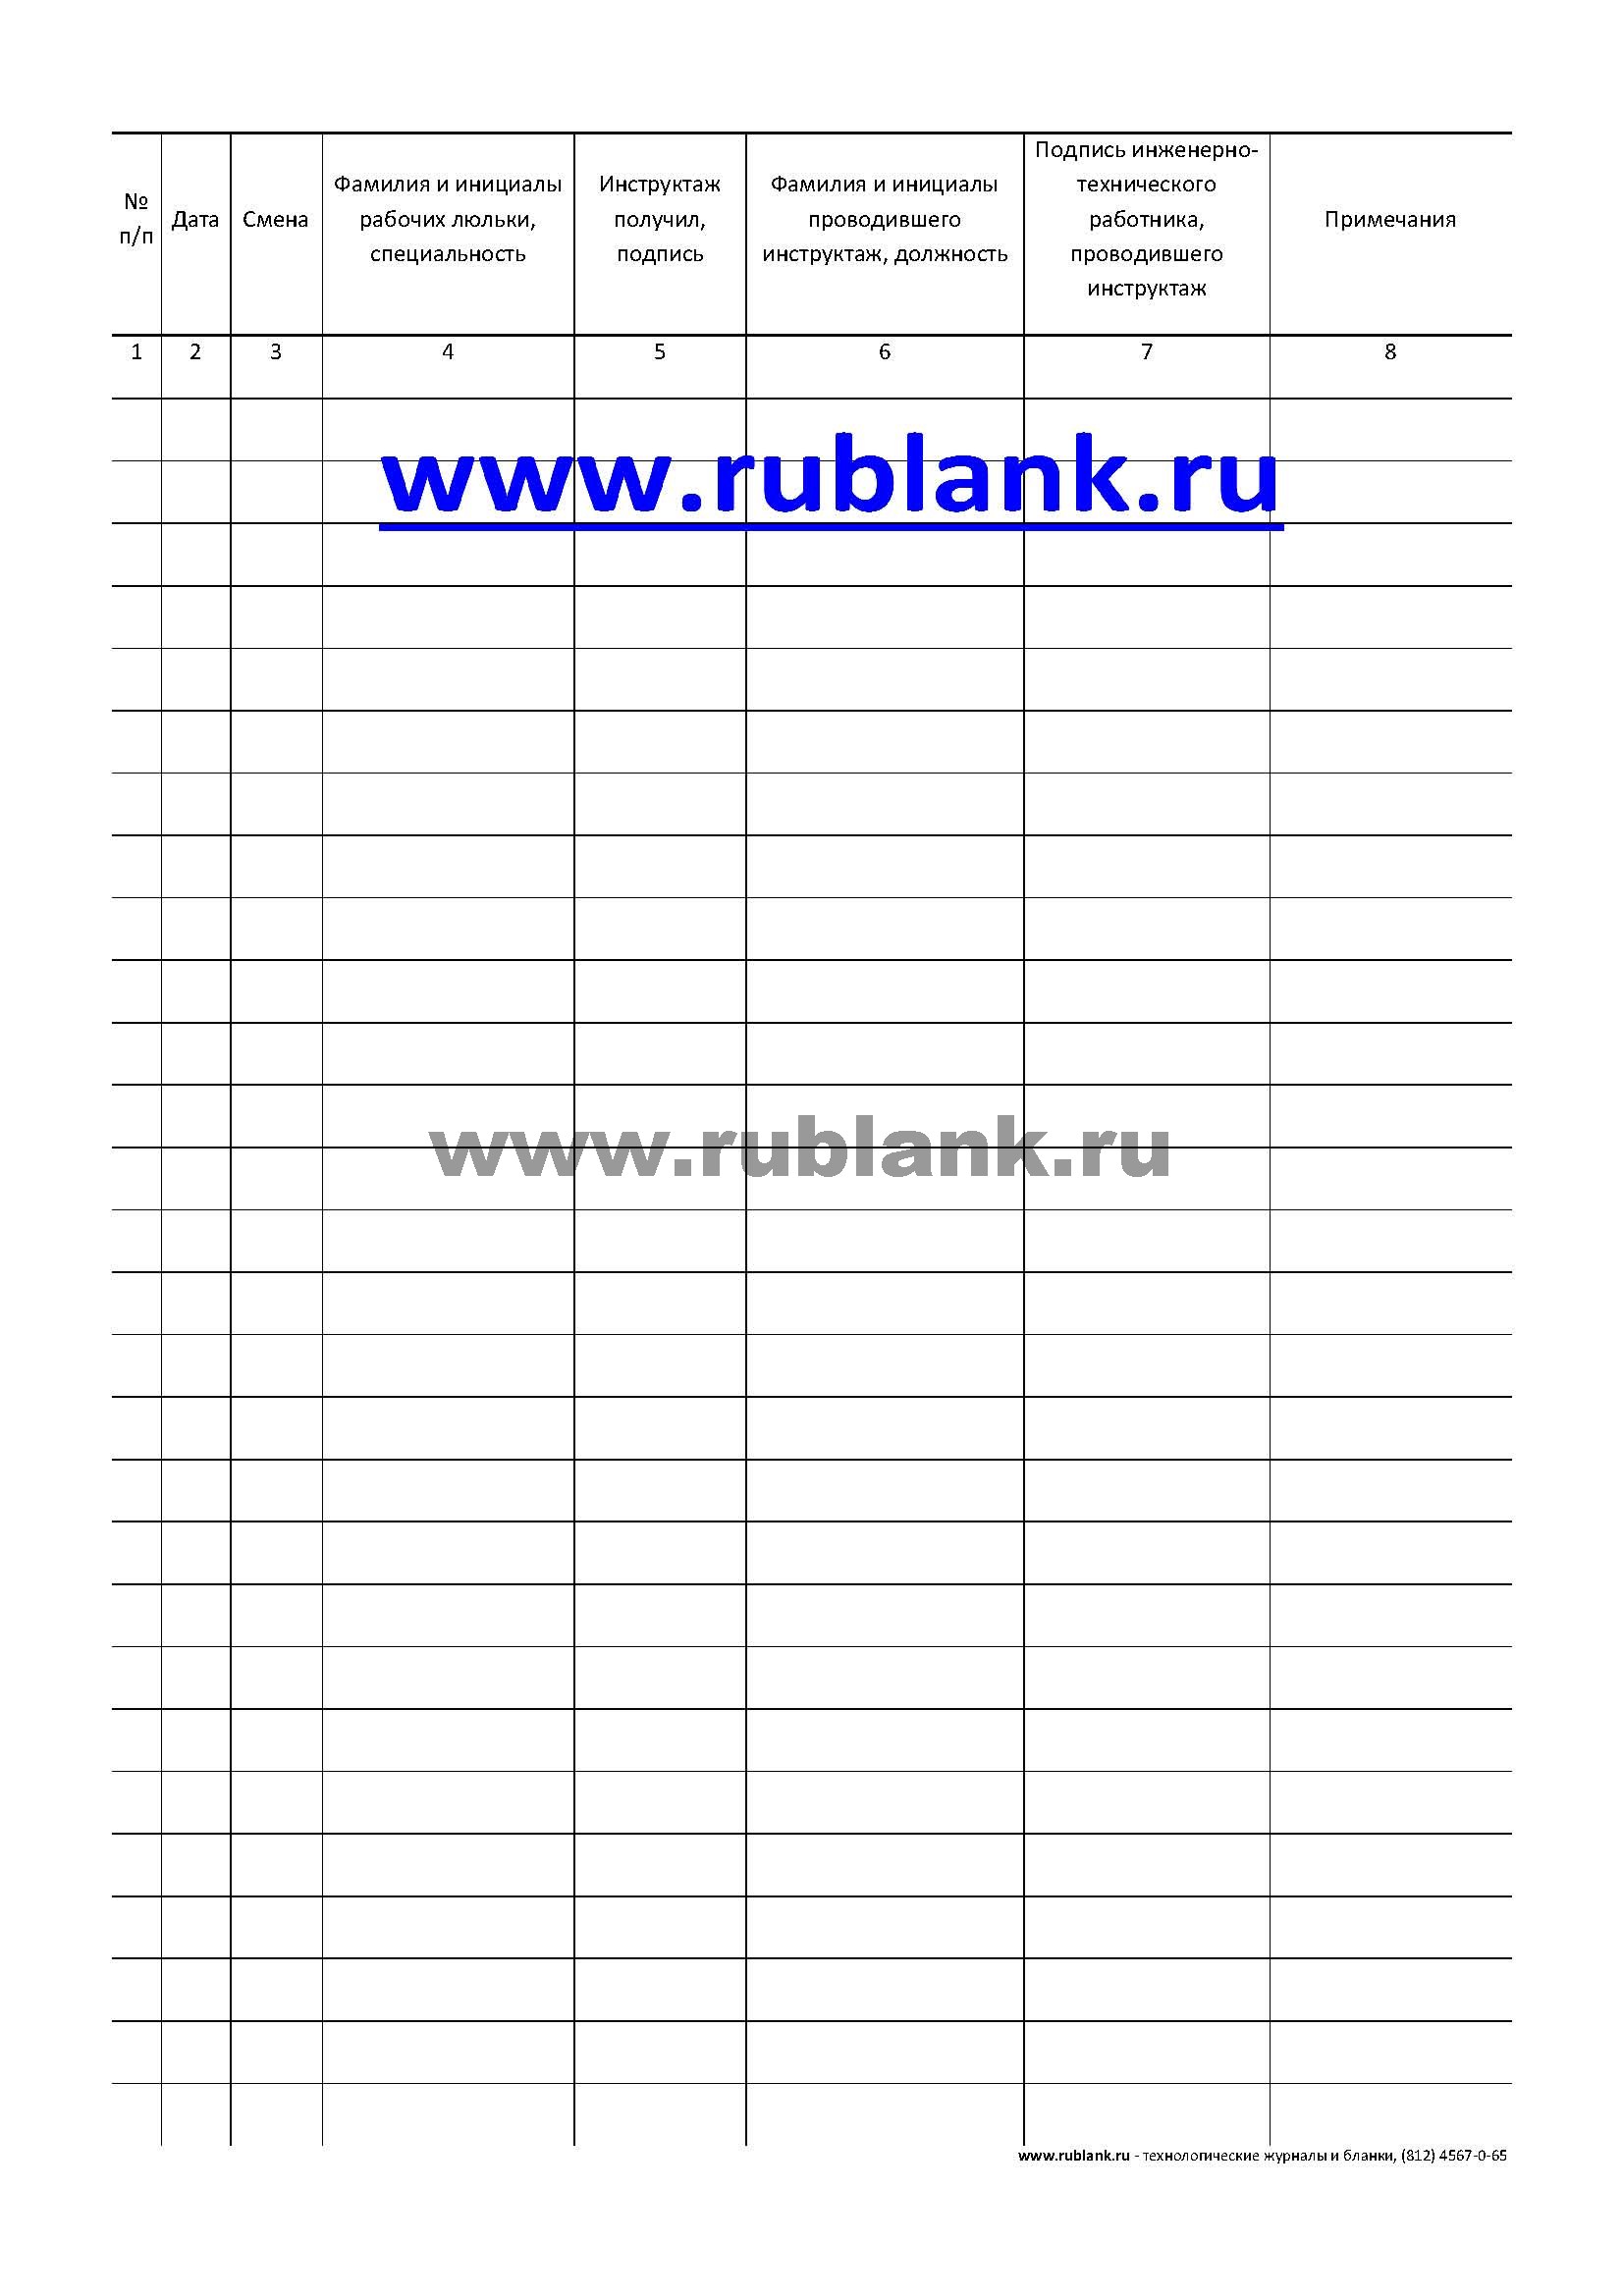 №
п/п
Дата
Смена
Фамилия и инициалы
рабочих люльки,
специальность
Инструктаж
получил,
подпись
Фамилия и инициалы
проводившего
инструктаж, должность
Подпись инженерно-
технического
работника,
проводившего
инструктаж
Примечания
1 2 3 4 5 6 7 8
www.rublank.ru
www.rublank.ru
www.rublank.ru - технологические журналы и бланки, (812) 4567-0-65